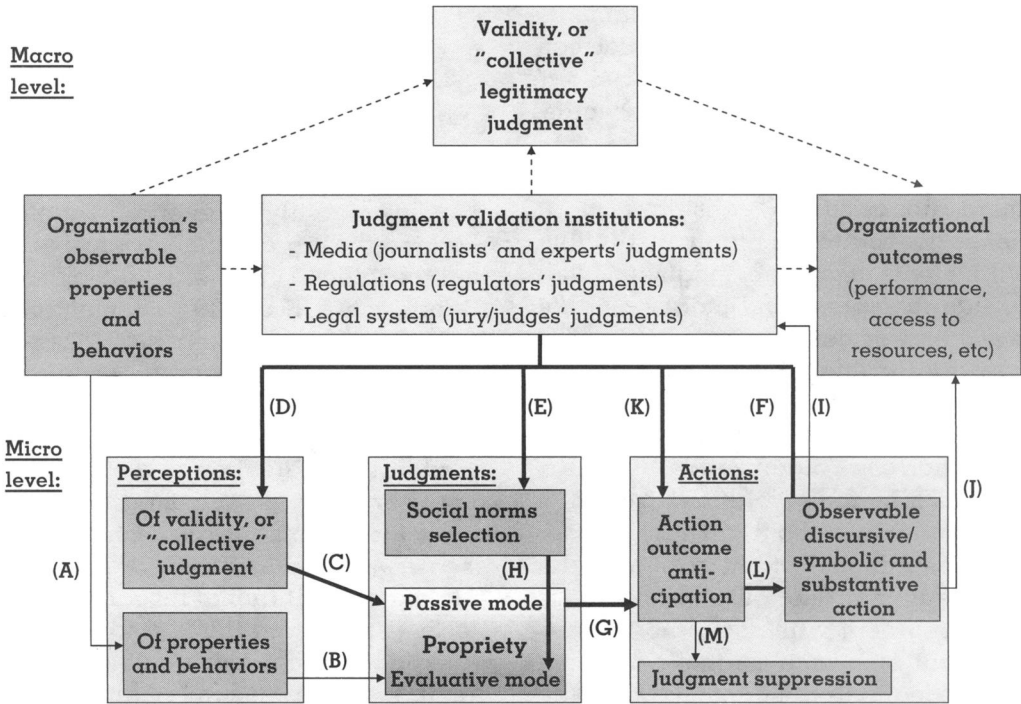 Macro
level:
Validity, or
"collective"
legitimacy
judgment
Organization's
observable
properties
and
behaviors
Judgment validation institutions:
- Media (journalists' and experts' judgments)
- Regulations (regulators' judgments)
- Legal system (jury/judges' judgments)
Organizational
outcomes
(performance,
access to
resources, etc)
(D)
(E)
(K)
(F)
(I)
Micro
level:
Perceptions:
Judgments:
Actions:
(J)
Of validity, or
"collective"
judgment
Social norms
selection
Action
outcome
anti-
cipation
Observable
discursive/
symbolic and
substantive
action
(A)
(C)
(H)
(L)
Passive mode
(G)
(M)
Of properties
and behaviors
(B)
Propriety
Evaluative mode
Judgment suppression